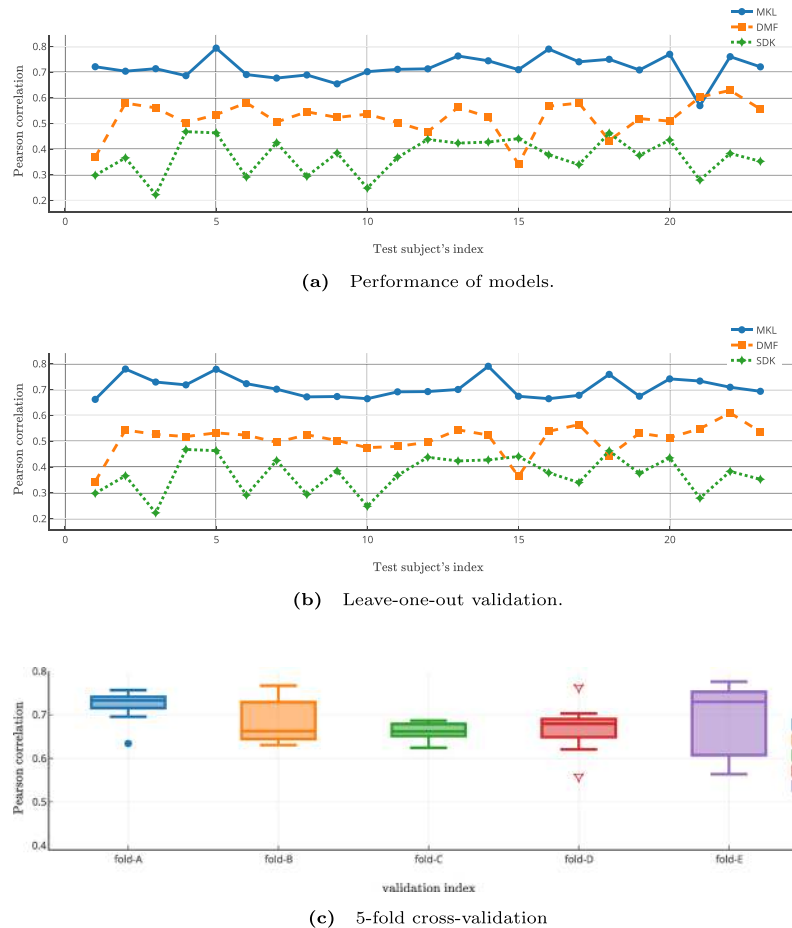 MKL
DMF
SDK
0.8
0.7
0.6
0.5
0.4
0.3
0.2
Pearson correlation
0 5 10 15 20
Test subject's index
(a) Performance of models.
MKL
DMF
SDK
0.8
0.7
0.6
0.5
0.4
0.3
0.2
Pearson correlation
0 5 10 15 20
Test subject's index
(b) Leave-one-out validation.
0.8
0.7
0.6
0.5
0.4
Pearson correlation
fold-A fold-B fold-C fold-D fold-E
validation index
(c) 5-fold cross-validation